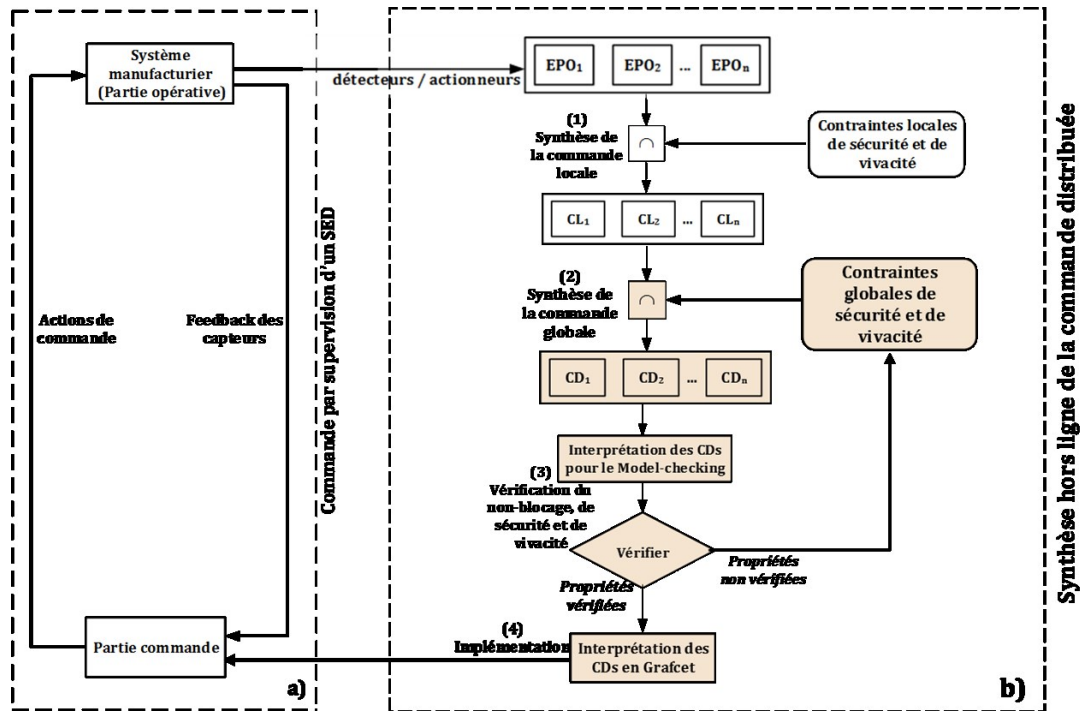 Système
manufacturier
(Partie opérative)
détecteurs / actionneurs
Actions de
commande
Feedback des
capteurs
Partie commande
a)
Commande par supervision d'un SED
EPO₁ EPO₂ ... EPOₙ
(1)
Synthèse de
la commande
locale
∩
Contraintes locales
de sécurité et de
vivacité
CL₁ CL₂ ... CLₙ
(2)
Synthèse de
la commande
globale
∩
Contraintes
globales de
sécurité et de
vivacité
CD₁ CD₂ ... CDₙ
Interprétation des CDs
pour le Model-checking
(3)
Vérification du
non-blocage, de
sécurité et de
vivacité
Vérifier
Propriétés
non vérifiées
Propriétés
vérifiées
(4)
Implémentation
Interprétation des
CDs en Grafcet
b)
Synthèse hors ligne de la commande distribuée